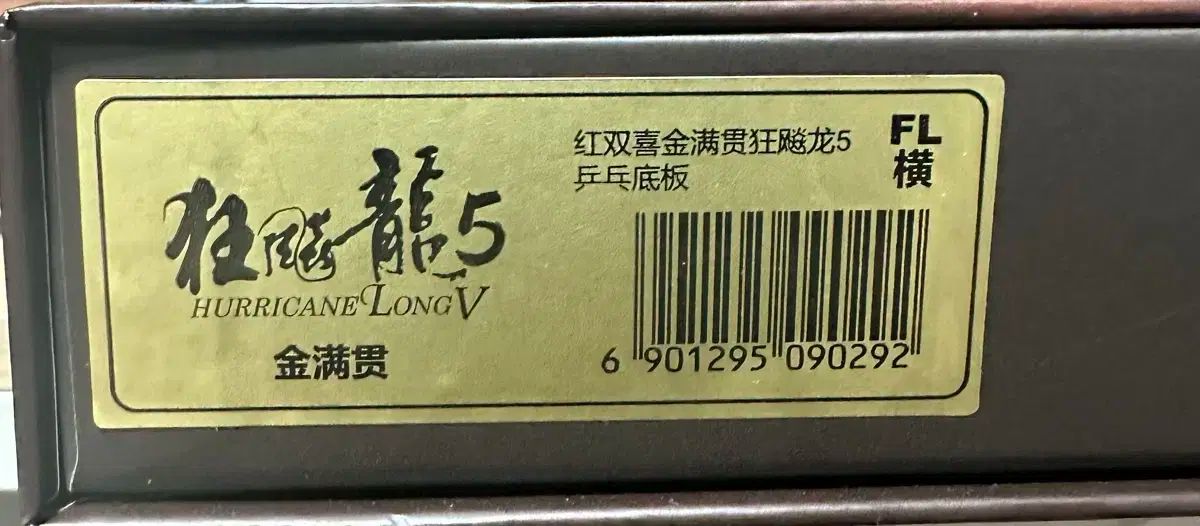 狂飚龍5
HURRICANE LONG V
金满贯
红双喜金满贯狂飚龙5
乒乓底板
FL
横
6 901295 090292